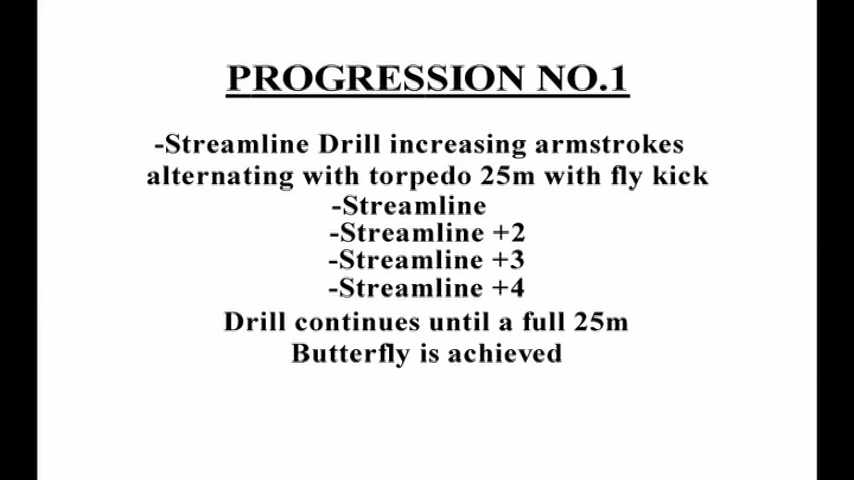 PROGRESSION NO.1
-Streamline Drill increasing armstrokes
alternating with torpedo 25m with fly kick
-Streamline
-Streamline +2
-Streamline +3
-Streamline +4
Drill continues until a full 25m
Butterfly is achieved